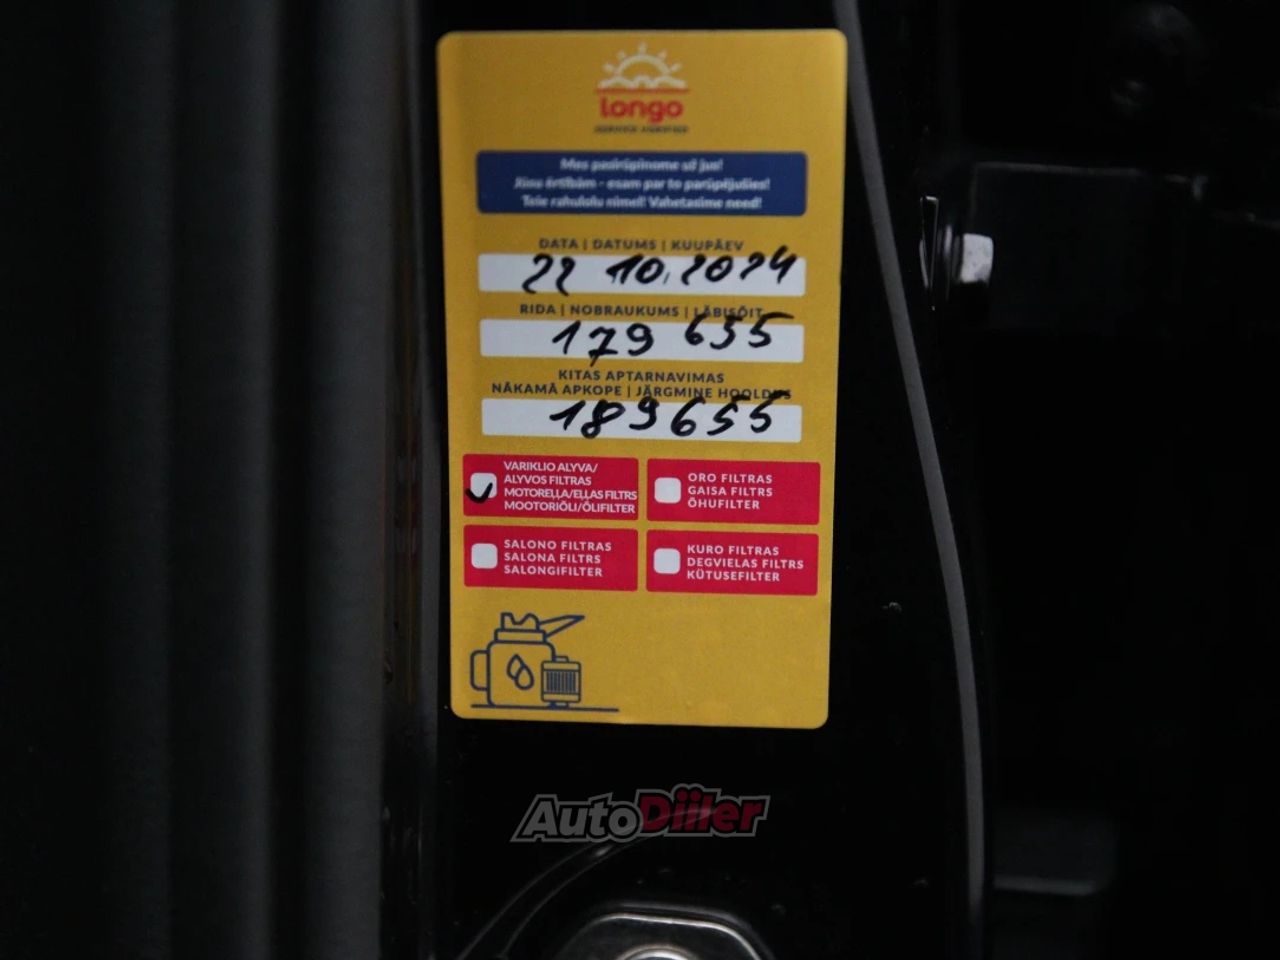 longo
Mes pasirūpinome už jus!
Jūsu ērtībām - esam par to parūpējušies!
Teie rahulolu nimel! Vahetasime need!
DATA | DATUMS | KUUPÄEV
22 10.2024
RIDA | NOBRAUKUMS | LÄBISÕIT
179 655
KITAS APTARNAVIMAS
NĀKAMĀ APKOPE | JÄRGMINE HOOLDUS
189655
VARIKLIO ALYVA/
ALYVOS FILTRAS
MOTOREĻĻA/EĻĻAS FILTRS
MOOTORIÕLI/ÕLIFILTER
ORO FILTRAS
GAISA FILTRS
ÕHUFILTER
SALONO FILTRAS
SALONA FILTRS
SALONGIFILTER
KURO FILTRAS
DEGVIELAS FILTRS
KÜTUSEFILTER
AutoDiiler